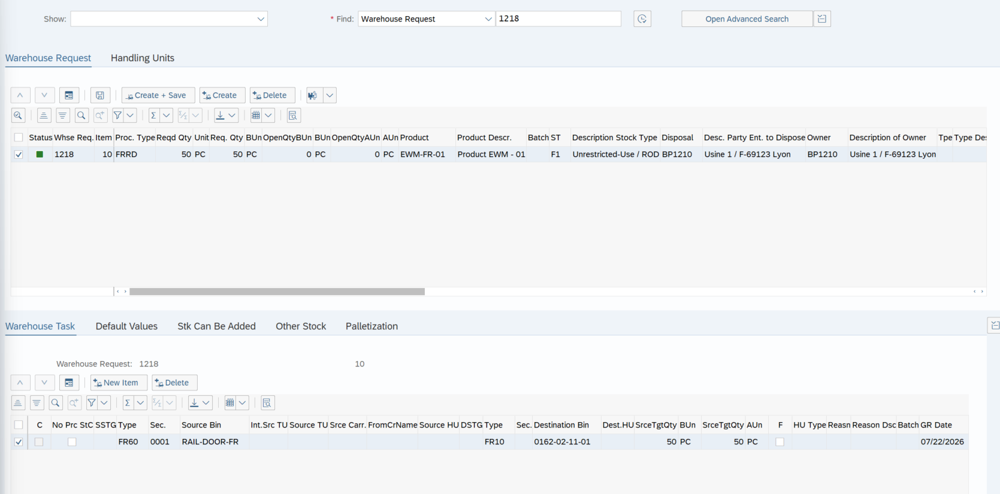 Show: * Find: Warehouse Request 1218 Open Advanced Search
Warehouse Request Handling Units
Create + Save Create Delete
Status Whse Req. Item Proc. Type Reqd Qty Unit Req. Qty BUn OpenQtyBUn BUn OpenQtyAUn AUn Product Product Descr. Batch ST Description Stock Type Disposal Desc. Party Ent. to Dispose Owner Description of Owner Tpe Type Des
1218 10 FRRD 50 PC 50 PC 0 PC 0 PC EWM-FR-01 Product EWM - 01 F1 Unrestricted-Use / ROD BP1210 Usine 1 / F-69123 Lyon BP1210 Usine 1 / F-69123 Lyon
Warehouse Task Default Values Stk Can Be Added Other Stock Palletization
Warehouse Request: 1218 10
New Item Delete
C No Prc StC SSTG Type Sec. Source Bin Int.Src TU Source TU Srce Carr. FromCrName Source HU DSTG Type Sec. Destination Bin Dest.HU SrceTgtQty BUn SrceTgtQty AUn F HU Type Reasn Reason Dsc Batch GR Date
FR60 0001 RAIL-DOOR-FR FR10 0162-02-11-01 50 PC 50 PC 07/22/2026